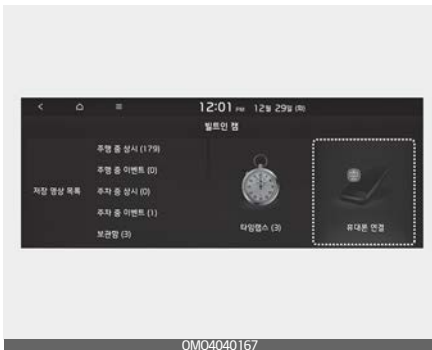 12:01 PM 12월 29일 (화)
빌트인 캠
주행 중 상시 (179)
주행 중 이벤트 (0)
저장 영상 목록
주차 중 상시 (0)
주차 중 이벤트 (1)
보관함 (3)
타임랩스 (3)
휴대폰 연결
OMO4040167